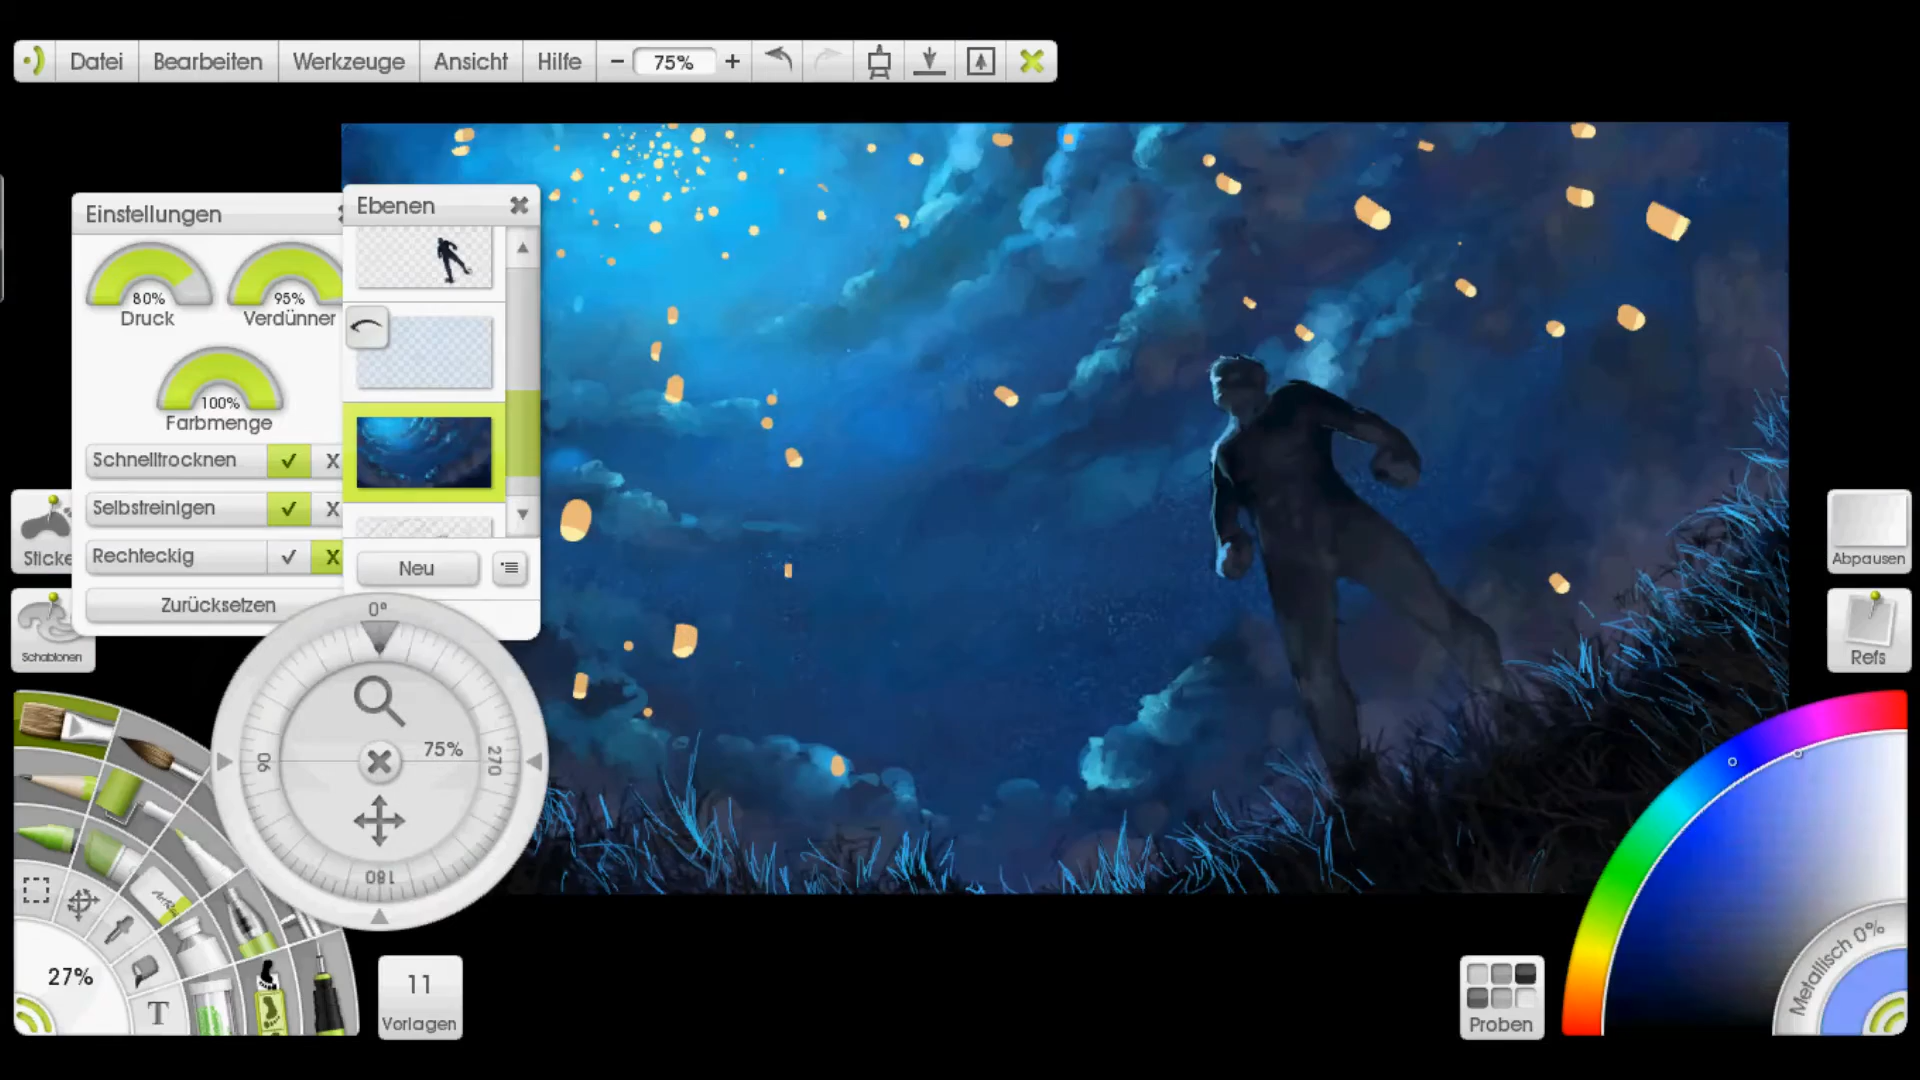 Datei Bearbeiten Werkzeuge Ansicht Hilfe − 75% +
Einstellungen
80%
Druck
95%
Verdünner
100%
Farbmenge
Schnelltrocknen ✓ X
Selbstreinigen ✓ X
Rechteckig ✓ X
Zurücksetzen
Ebenen
Neu
Sticke
Schablonen
0°
75%
90
270
180
27%
T
11
Vorlagen
Abpausen
Refs
Metallisch 0%
Proben